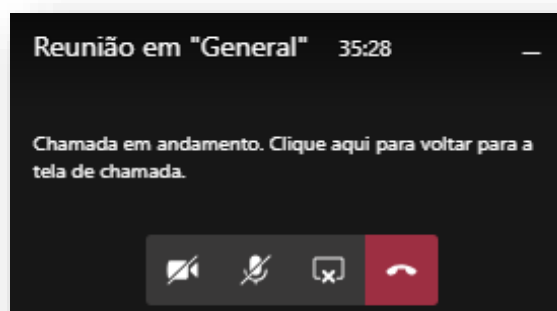 Reunião em "General" 35:28
Chamada em andamento. Clique aqui para voltar para a
tela de chamada.